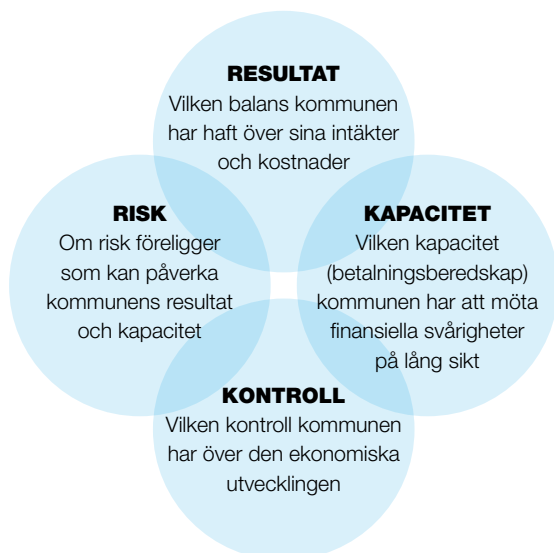 RESULTAT
Vilken balans kommunen
har haft över sina intäkter
och kostnader
RISK
Om risk föreligger
som kan påverka
kommunens resultat
och kapacitet
KAPACITET
Vilken kapacitet
(betalningsberedskap)
kommunen har att möta
finansiella svårigheter
på lång sikt
KONTROLL
Vilken kontroll kommunen
har över den ekonomiska
utvecklingen